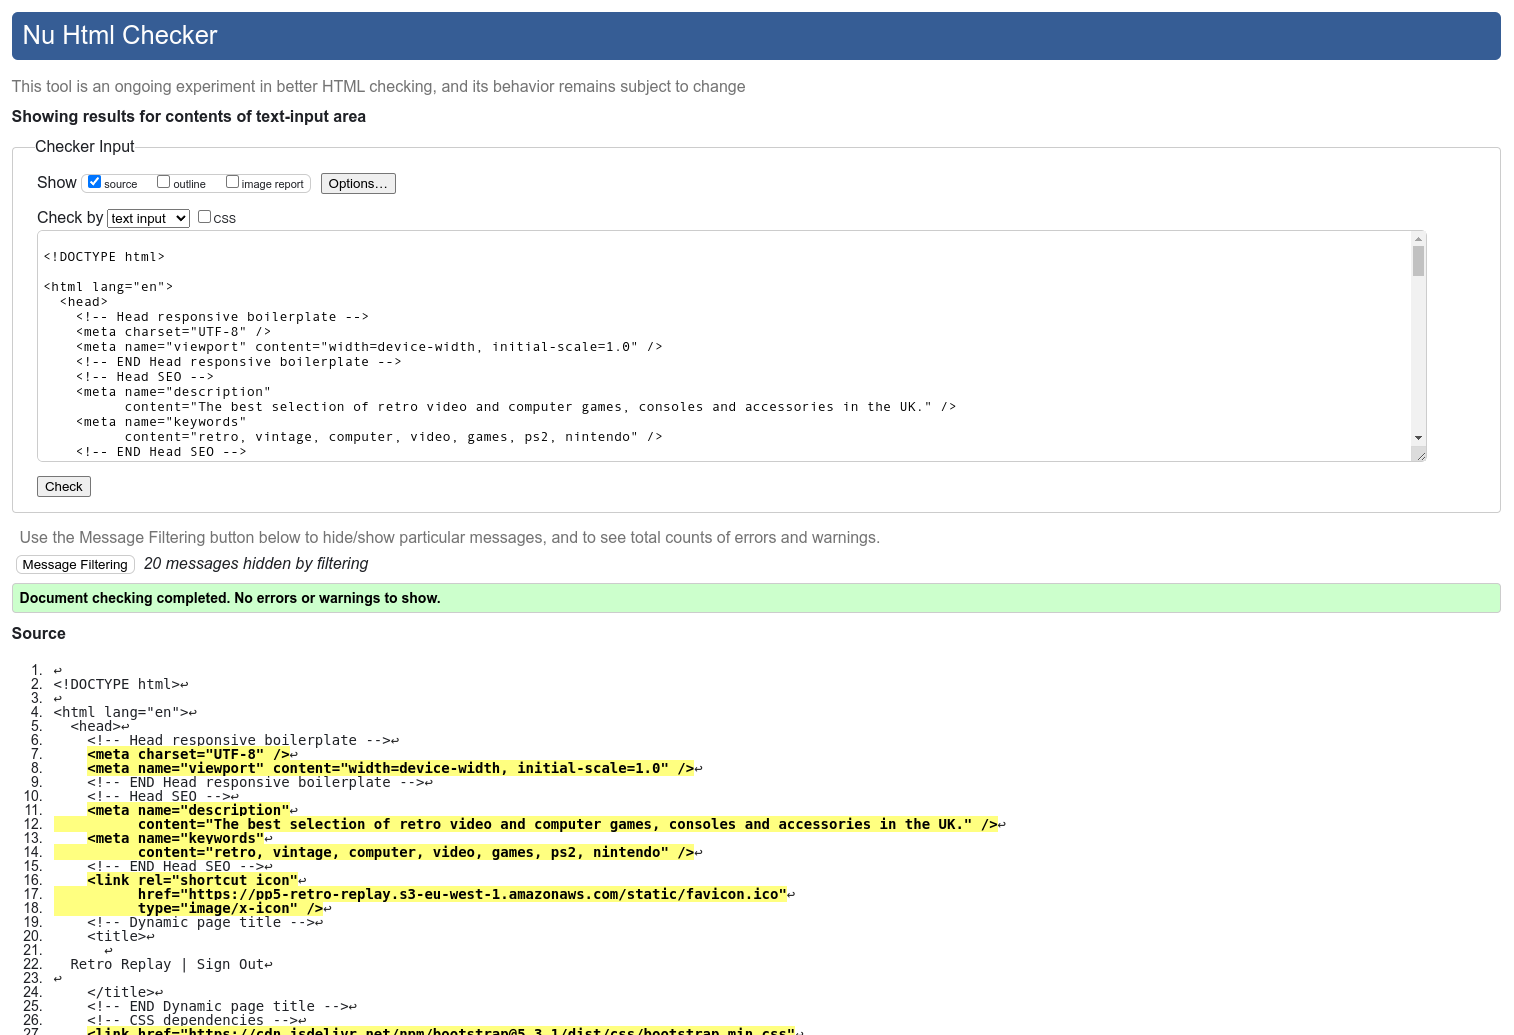 Nu Html Checker
This tool is an ongoing experiment in better HTML checking, and its behavior remains subject to change
Showing results for contents of text-input area
Checker Input
Show source outline image report Options…
Check by text input CSS
<!DOCTYPE html>
<html lang="en">
<head>
<!-- Head responsive boilerplate -->
<meta charset="UTF-8" />
<meta name="viewport" content="width=device-width, initial-scale=1.0" />
<!-- END Head responsive boilerplate -->
<!-- Head SEO -->
<meta name="description"
content="The best selection of retro video and computer games, consoles and accessories in the UK." />
<meta name="keywords"
content="retro, vintage, computer, video, games, ps2, nintendo" />
<!-- END Head SEO -->
Check
Use the Message Filtering button below to hide/show particular messages, and to see total counts of errors and warnings.
Message Filtering 20 messages hidden by filtering
Document checking completed. No errors or warnings to show.
Source
1. ↩
2. <!DOCTYPE html>↩
3. ↩
4. <html lang="en">↩
5. <head>↩
6. <!-- Head responsive boilerplate -->↩
7. <meta charset="UTF-8" />↩
8. <meta name="viewport" content="width=device-width, initial-scale=1.0" />↩
9. <!-- END Head responsive boilerplate -->↩
10. <!-- Head SEO -->↩
11. <meta name="description"↩
12. content="The best selection of retro video and computer games, consoles and accessories in the UK." />↩
13. <meta name="keywords"↩
14. content="retro, vintage, computer, video, games, ps2, nintendo" />↩
15. <!-- END Head SEO -->↩
16. <link rel="shortcut icon"↩
17. href="https://pp5-retro-replay.s3-eu-west-1.amazonaws.com/static/favicon.ico"↩
18. type="image/x-icon" />↩
19. <!-- Dynamic page title -->↩
20. <title>↩
21. ↩
22. Retro Replay | Sign Out↩
23. ↩
24. </title>↩
25. <!-- END Dynamic page title -->↩
26. <!-- CSS dependencies -->↩
27. <link href="https://cdn.jsdelivr.net/npm/bootstrap@5.3.1/dist/css/bootstrap.min.css"↩